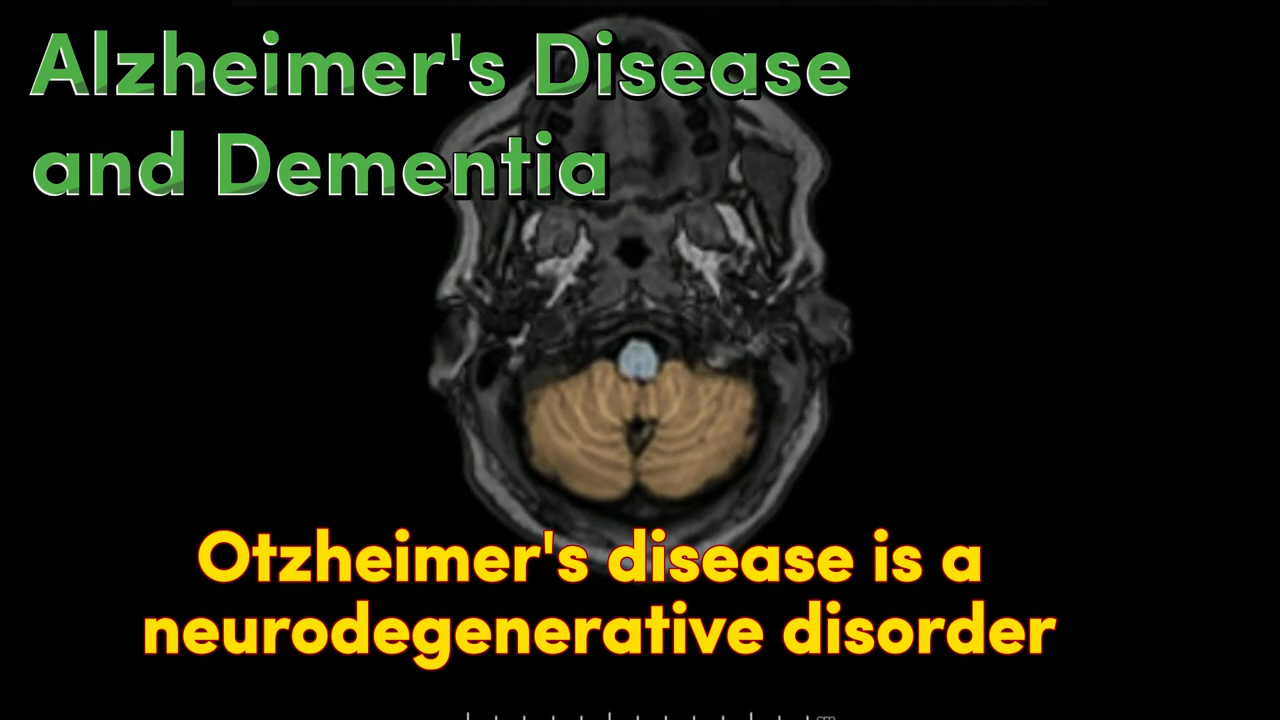 Alzheimer's Disease
and Dementia
Otzheimer's disease is a
neurodegenerative disorder